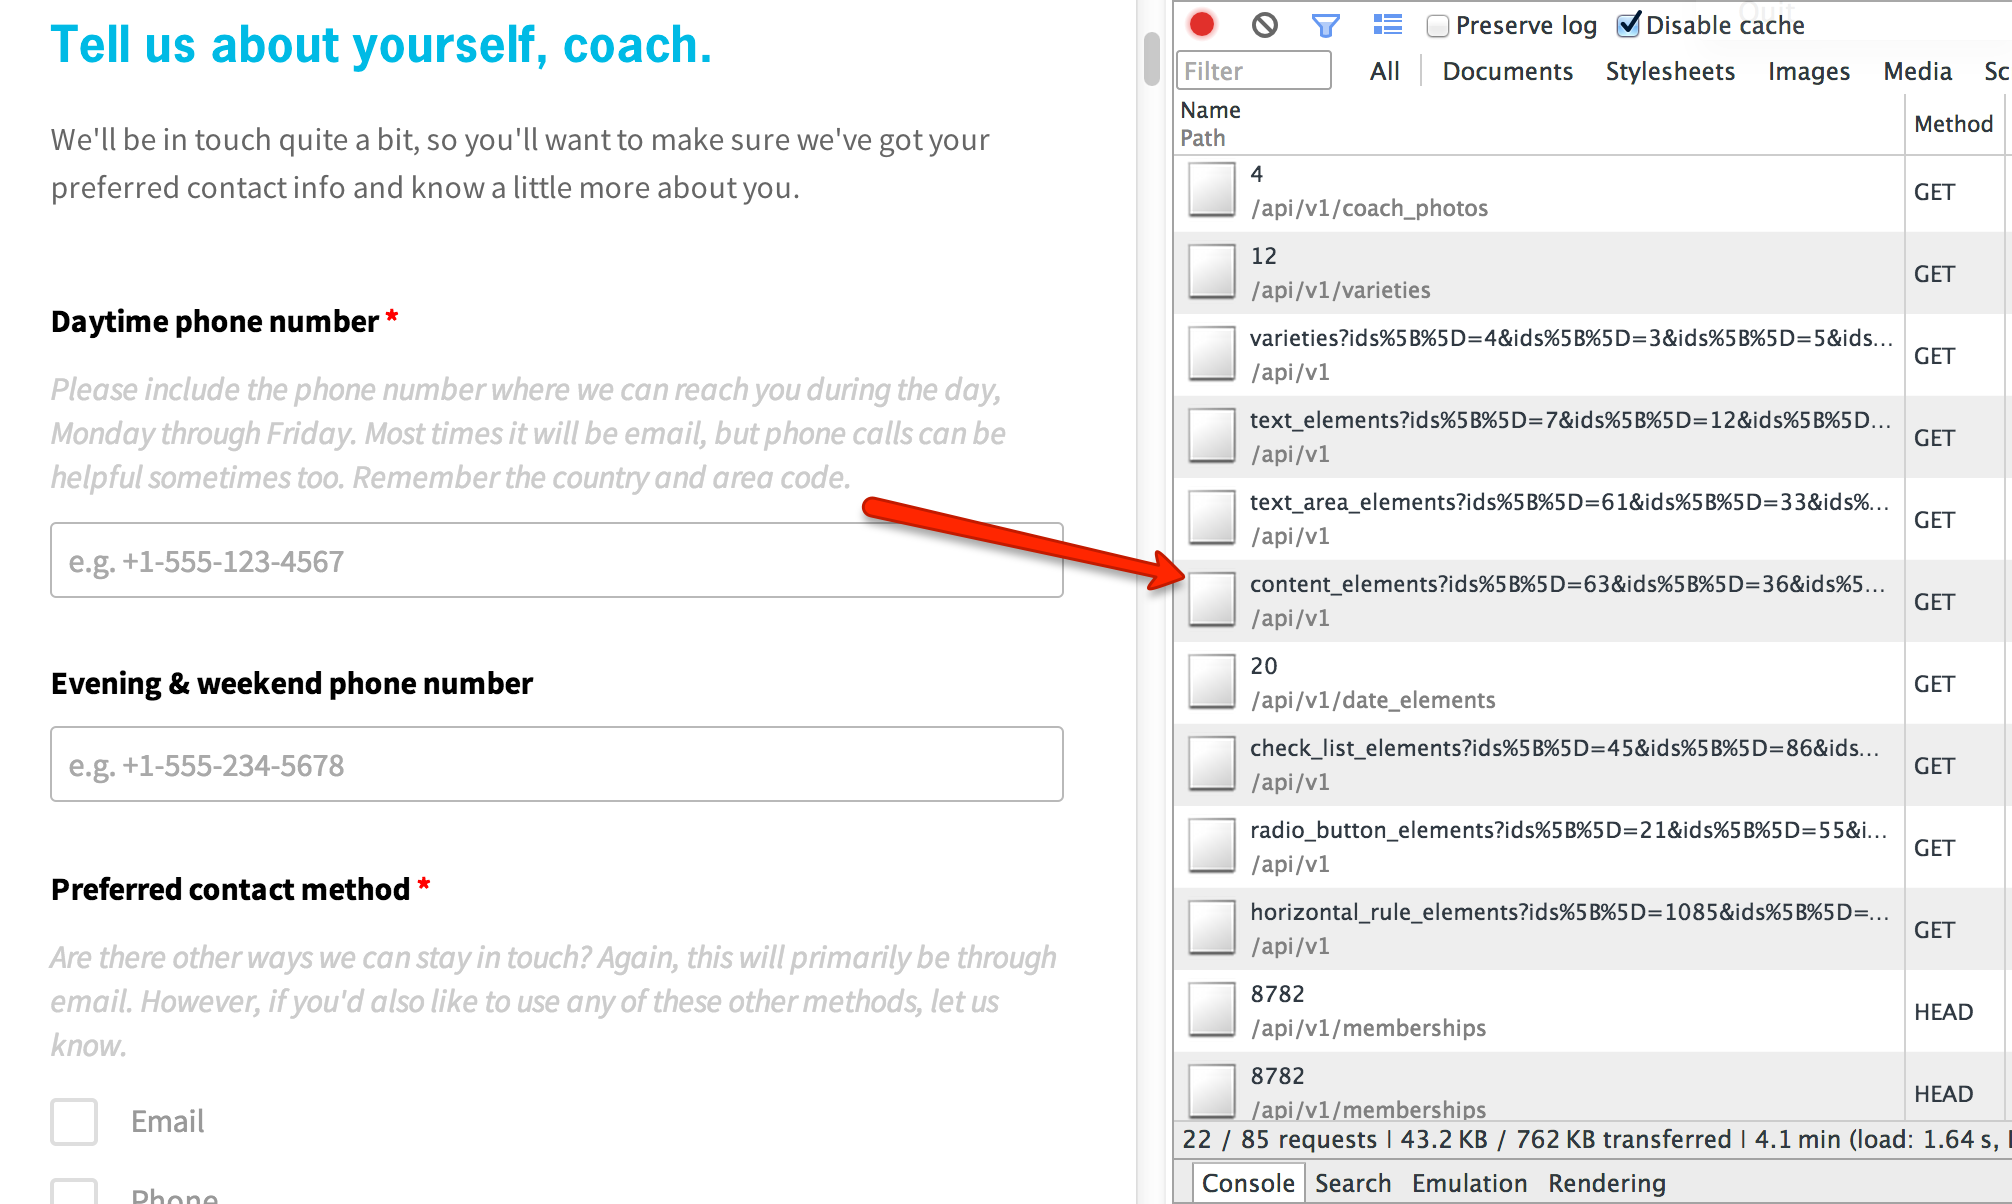 Tell us about yourself, coach.
We'll be in touch quite a bit, so you'll want to make sure we've got your
preferred contact info and know a little more about you.
Daytime phone number *
Please include the phone number where we can reach you during the day,
Monday through Friday. Most times it will be email, but phone calls can be
helpful sometimes too. Remember the country and area code.
e.g. +1-555-123-4567
Evening & weekend phone number
e.g. +1-555-234-5678
Preferred contact method *
Are there other ways we can stay in touch? Again, this will primarily be through
email. However, if you'd also like to use any of these other methods, let us
know.
Email
Phone
Quit
Preserve log Disable cache
Filter All Documents Stylesheets Images Media Sc
Name
Path
Method
4
/api/v1/coach_photos
GET
12
/api/v1/varieties
GET
varieties?ids%5B%5D=4&ids%5B%5D=3&ids%5B%5D=5&ids…
/api/v1
GET
text_elements?ids%5B%5D=7&ids%5B%5D=12&ids%5B%5D…
/api/v1
GET
text_area_elements?ids%5B%5D=61&ids%5B%5D=33&ids%…
/api/v1
GET
content_elements?ids%5B%5D=63&ids%5B%5D=36&ids%5…
/api/v1
GET
20
/api/v1/date_elements
GET
check_list_elements?ids%5B%5D=45&ids%5B%5D=86&ids…
/api/v1
GET
radio_button_elements?ids%5B%5D=21&ids%5B%5D=55&i…
/api/v1
GET
horizontal_rule_elements?ids%5B%5D=1085&ids%5B%5D=…
/api/v1
GET
8782
/api/v1/memberships
HEAD
8782
/api/v1/memberships
HEAD
22 / 85 requests | 43.2 KB / 762 KB transferred | 4.1 min (load: 1.64 s,
Console Search Emulation Rendering